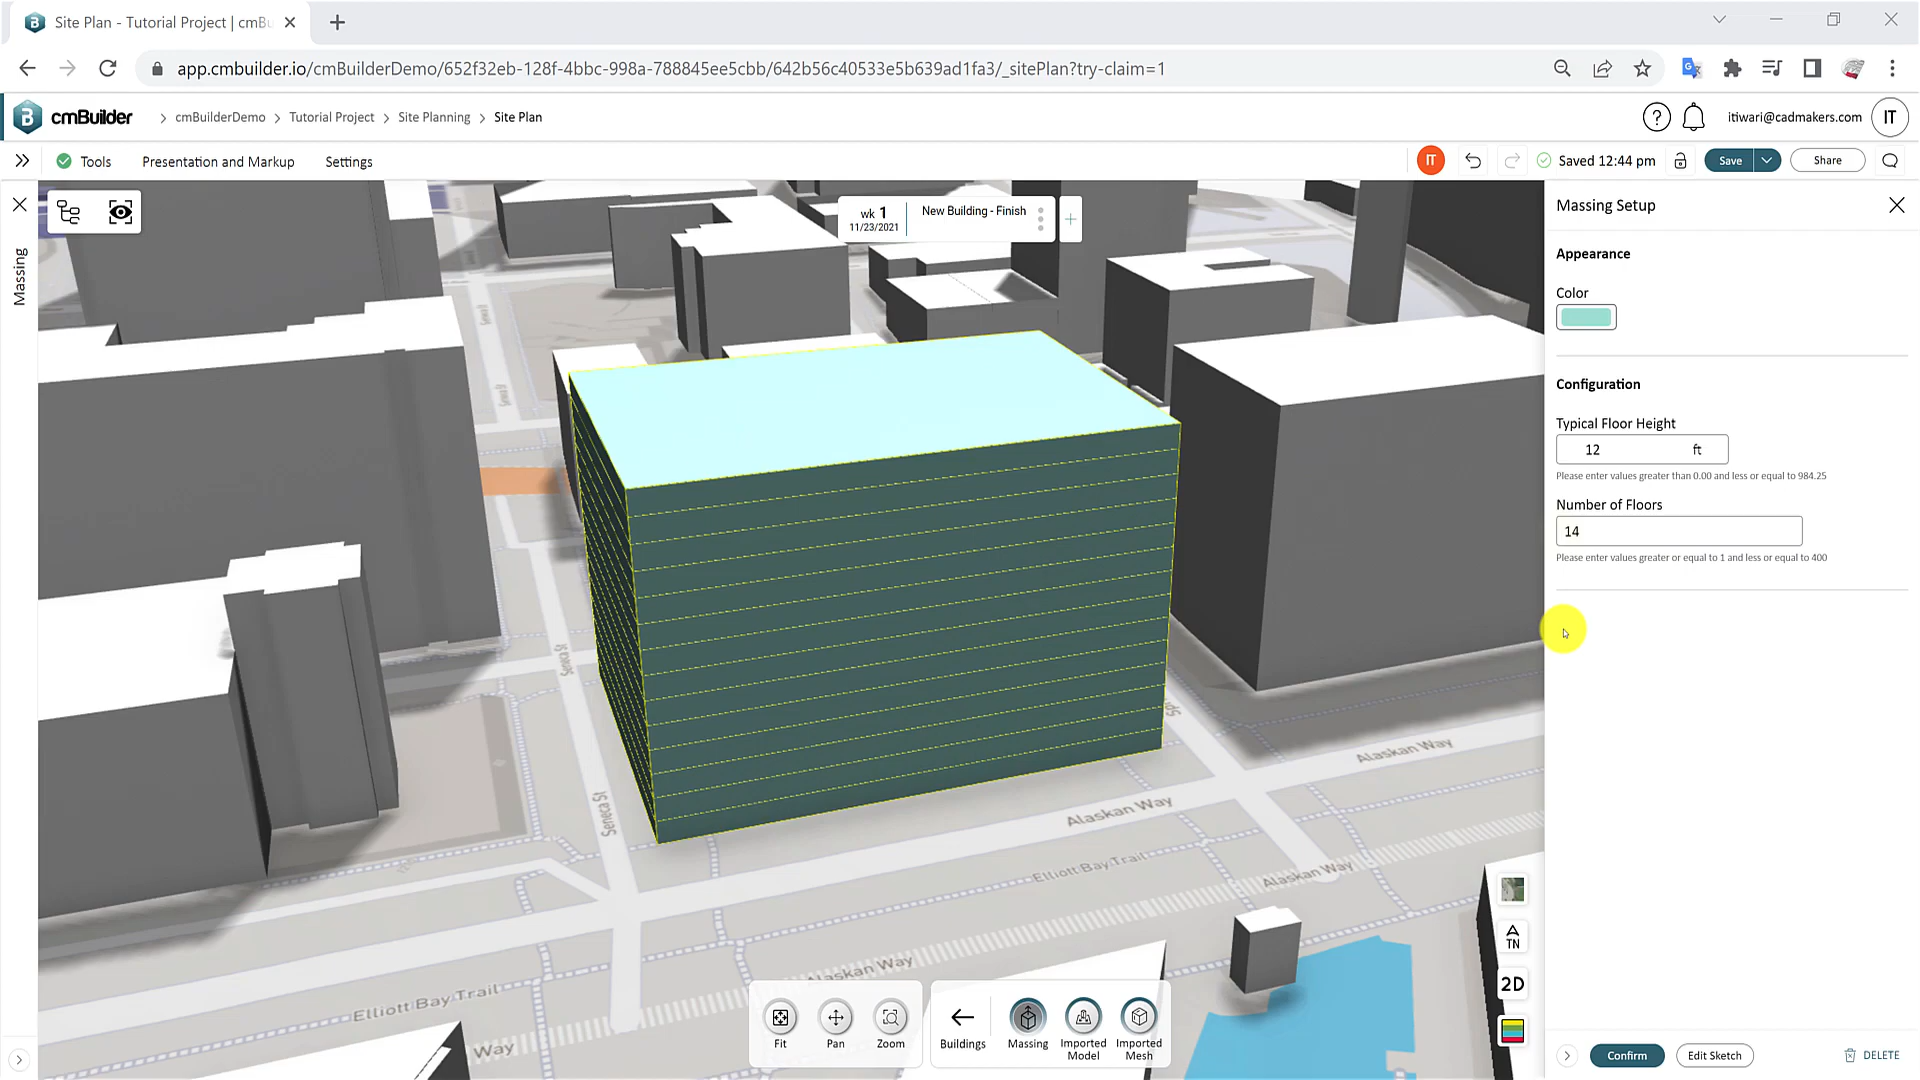 Site Plan - Tutorial Project | cmBu
app.cmbuilder.io/cmBuilderDemo/652f32eb-128f-4bbc-998a-788845ee5cbb/642b56c40533e5b639ad1fa3/_sitePlan?try-claim=1
B cmBuilder > cmBuilderDemo > Tutorial Project > Site Planning > Site Plan
? itiwari@cadmakers.com IT
Tools Presentation and Markup Settings
IT Saved 12:44 pm Save Share
Massing
wk 1
11/23/2021
New Building - Finish
Massing Setup
Appearance
Color
Configuration
Typical Floor Height
12 ft
Please enter values greater than 0.00 and less or equal to 984.25
Number of Floors
14
Please enter values greater or equal to 1 and less or equal to 400
Seneca St
Seneca St
Seneca St
Seneca St
Alaskan Way
Alaskan Way
Alaskan Way
Alaskan Way
Elliott Bay Trail
Elliott Bay Trail
Way
A
TN
2D
Fit
Pan
Zoom
Buildings
Massing
Imported
Model
Imported
Mesh
Confirm
Edit Sketch
DELETE